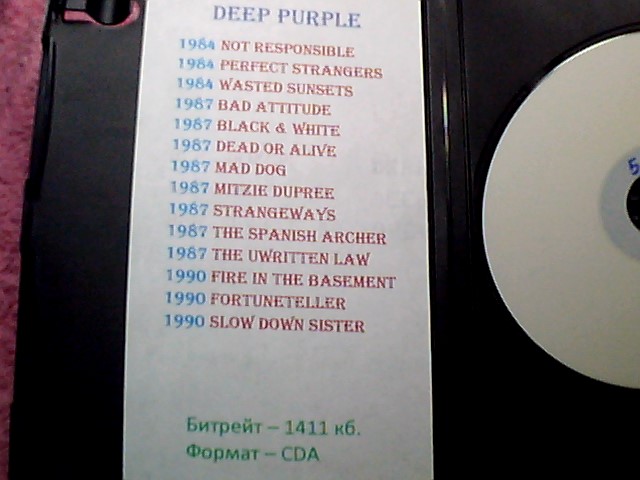 DEEP PURPLE
1984 NOT RESPONSIBLE
1984 PERFECT STRANGERS
1984 WASTED SUNSETS
1987 BAD ATTITUDE
1987 BLACK & WHITE
1987 DEAD OR ALIVE
1987 MAD DOG
1987 MITZIE DUPREE
1987 STRANGEWAYS
1987 THE SPANISH ARCHER
1987 THE UWRITTEN LAW
1990 FIRE IN THE BASEMENT
1990 FORTUNETELLER
1990 SLOW DOWN SISTER
Битрейт – 1411 кб.
Формат – CDA
5